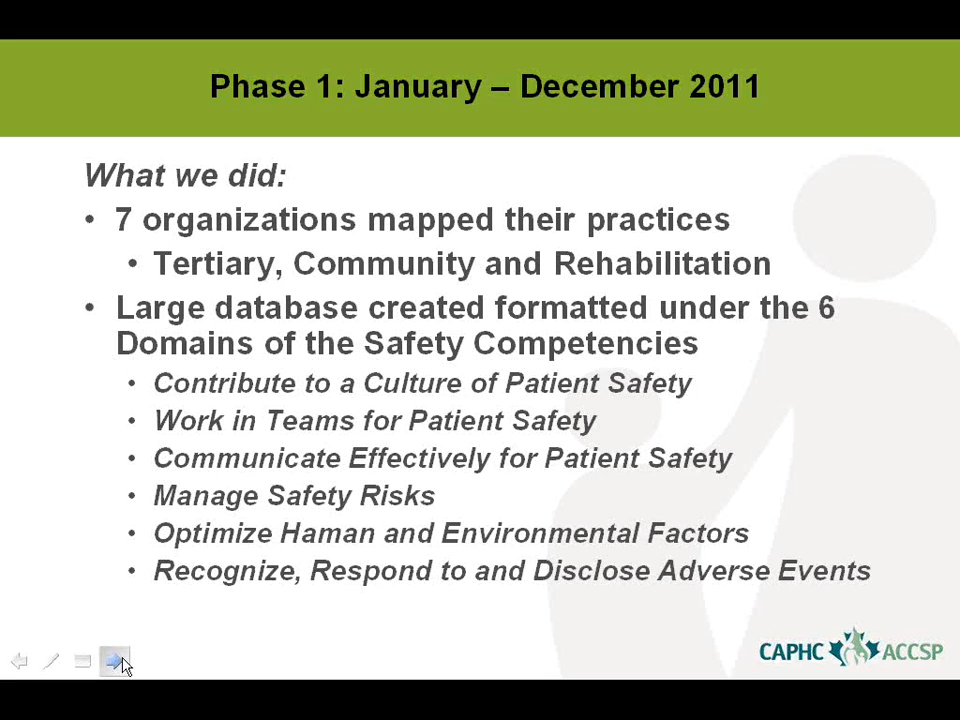 Phase 1: January – December 2011
What we did:
• 7 organizations mapped their practices
• Tertiary, Community and Rehabilitation
• Large database created formatted under the 6
Domains of the Safety Competencies
• Contribute to a Culture of Patient Safety
• Work in Teams for Patient Safety
• Communicate Effectively for Patient Safety
• Manage Safety Risks
• Optimize Haman and Environmental Factors
• Recognize, Respond to and Disclose Adverse Events
CAPHC ACCSP